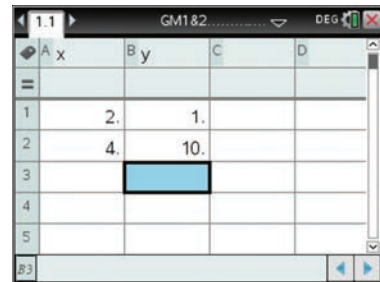 1.1 GM1&2............. DEG
A x B y C D
=
1 2. 1.
2 4. 10.
3
4
5
B3